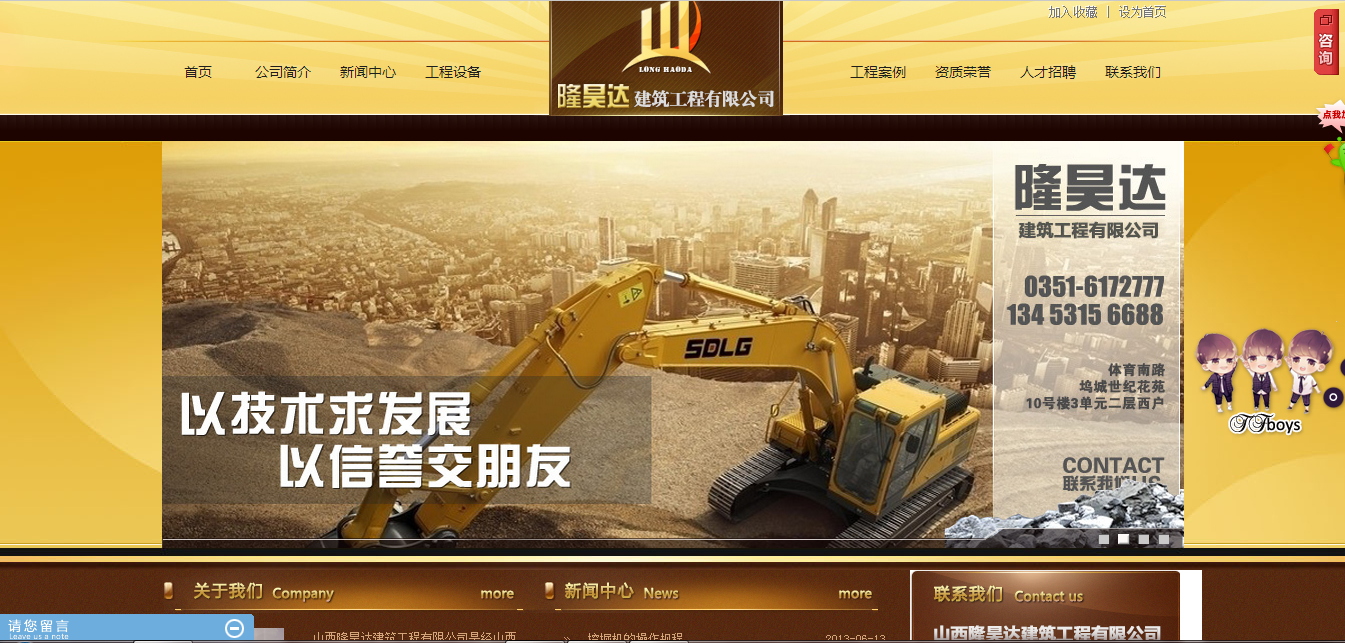 加入收藏 | 设为首页
咨询
首页 公司简介 新闻中心 工程设备
LONG HAODA
隆昊达 建筑工程有限公司
工程案例 资质荣誉 人才招聘 联系我们
点我加
隆昊达
建筑工程有限公司
0351-6172777
134 5315 6688
SDLG
体育南路
坞城世纪花苑
10号楼3单元二层西户
以技术求发展
以信誉交朋友
TFboys
CONTACT
联系我们US
关于我们 Company more
新闻中心 News more
联系我们 Contact us
请您留言
Leave us a note
山西隆昊达建筑工程有限公司是经山西
» 挖掘机的操作规程 2013-06-13
山西隆昊达建筑工程有限公司